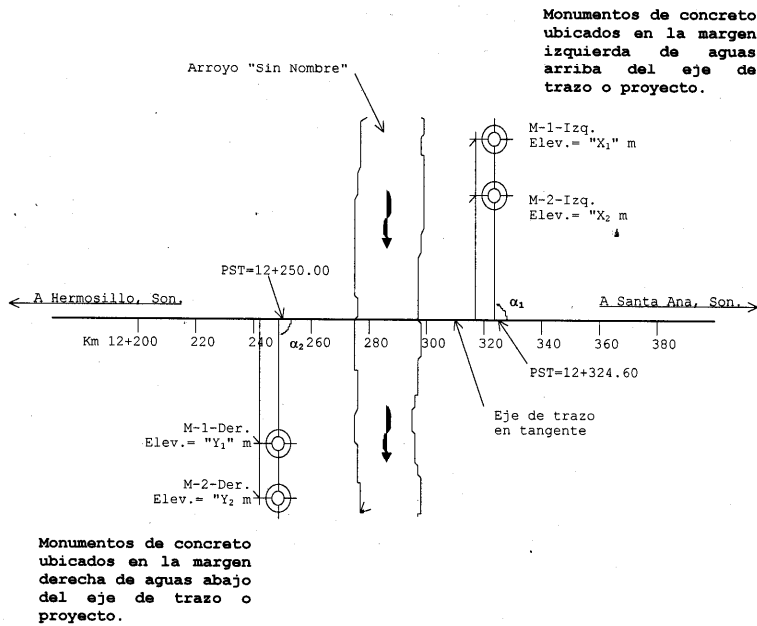 Monumentos de concreto
ubicados en la margen
izquierda de aguas
arriba del eje de
trazo o proyecto.
Arroyo "Sin Nombre"
M-1-Izq.
Elev.= "X₁" m
M-2-Izq.
Elev.= "X₂ m
PST=12+250.00
A Hermosillo, Son.
α₁
A Santa Ana, Son.
Km 12+200 220 240 α₂ 260 280 300 320 340 360 380
PST=12+324.60
Eje de trazo
en tangente
M-1-Der.
Elev.= "Y₁" m
M-2-Der.
Elev.= "Y₂ m
Monumentos de concreto
ubicados en la margen
derecha de aguas abajo
del eje de trazo o
proyecto.